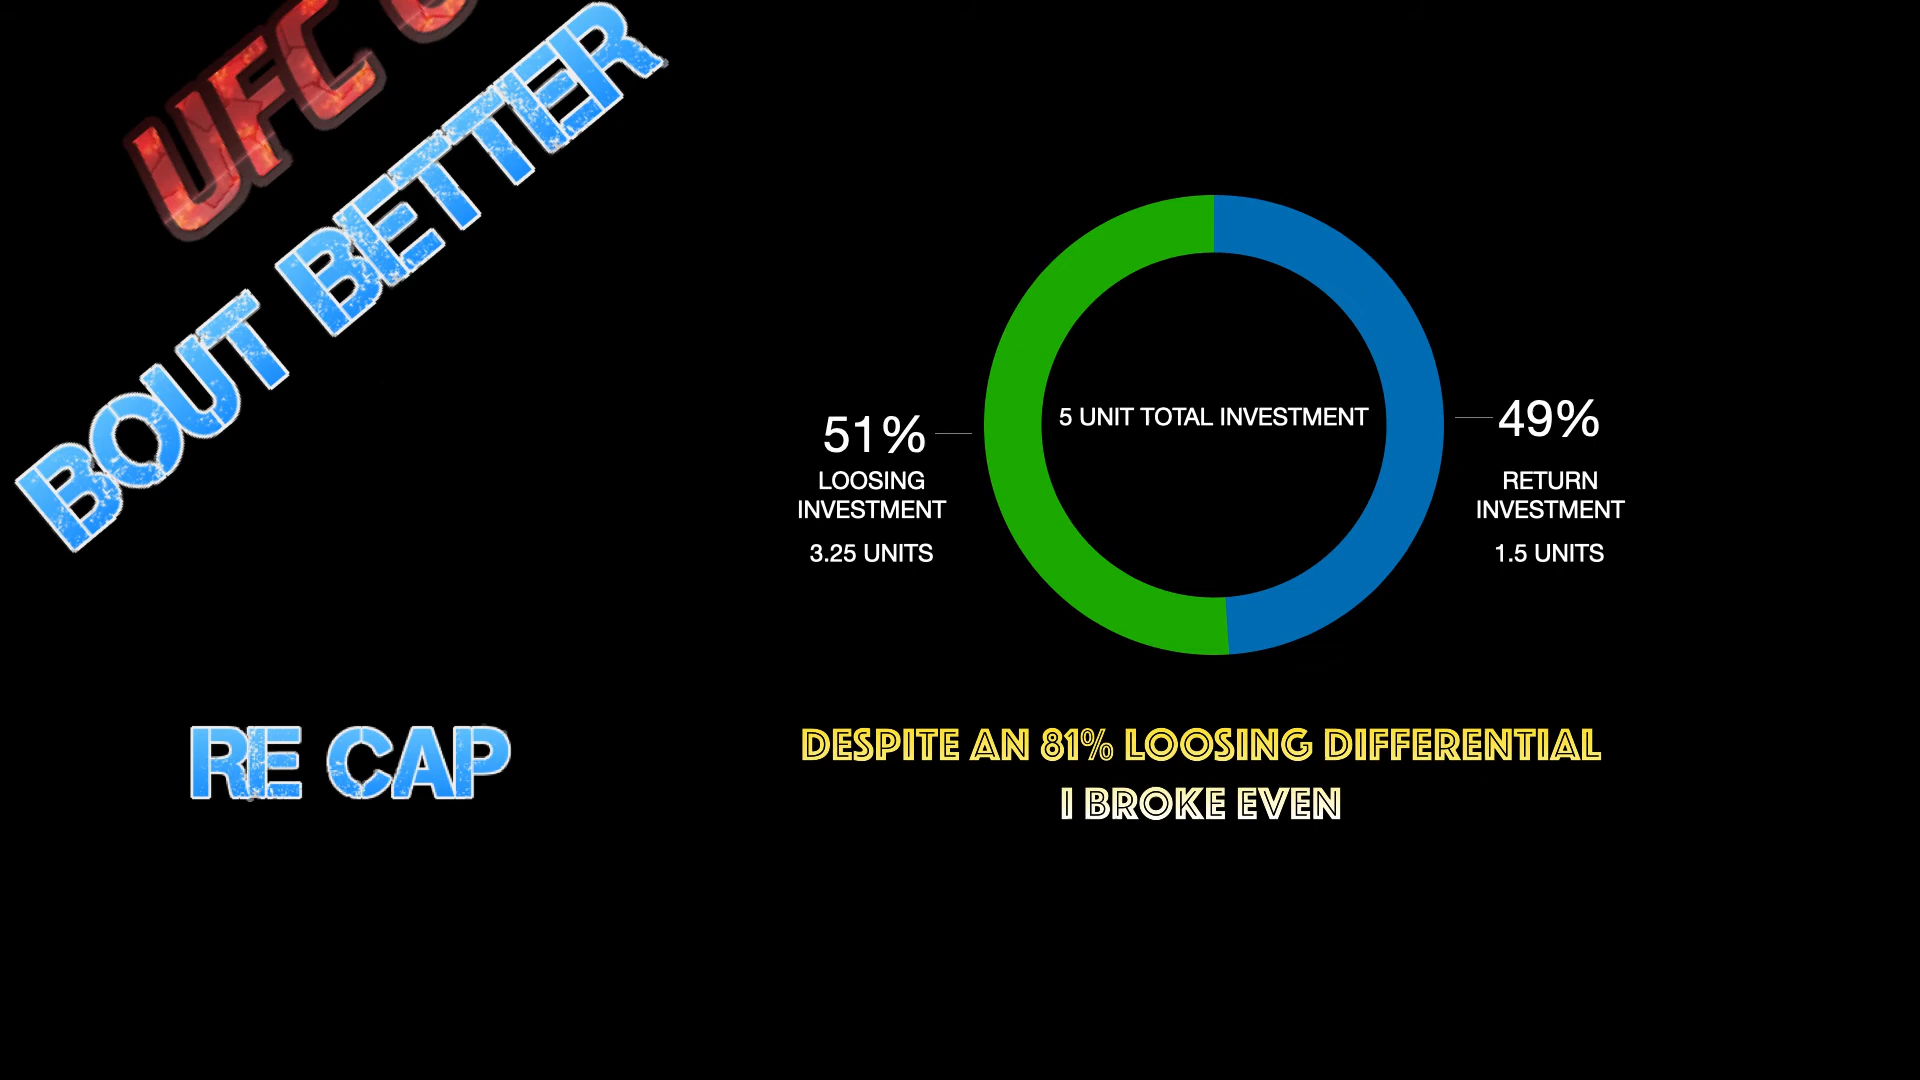 UFC
BOUT BETTER
5 UNIT TOTAL INVESTMENT
51%
LOOSING
INVESTMENT
3.25 UNITS
49%
RETURN
INVESTMENT
1.5 UNITS
RE CAP
DESPITE AN 81% LOOSING DIFFERENTIAL
I BROKE EVEN